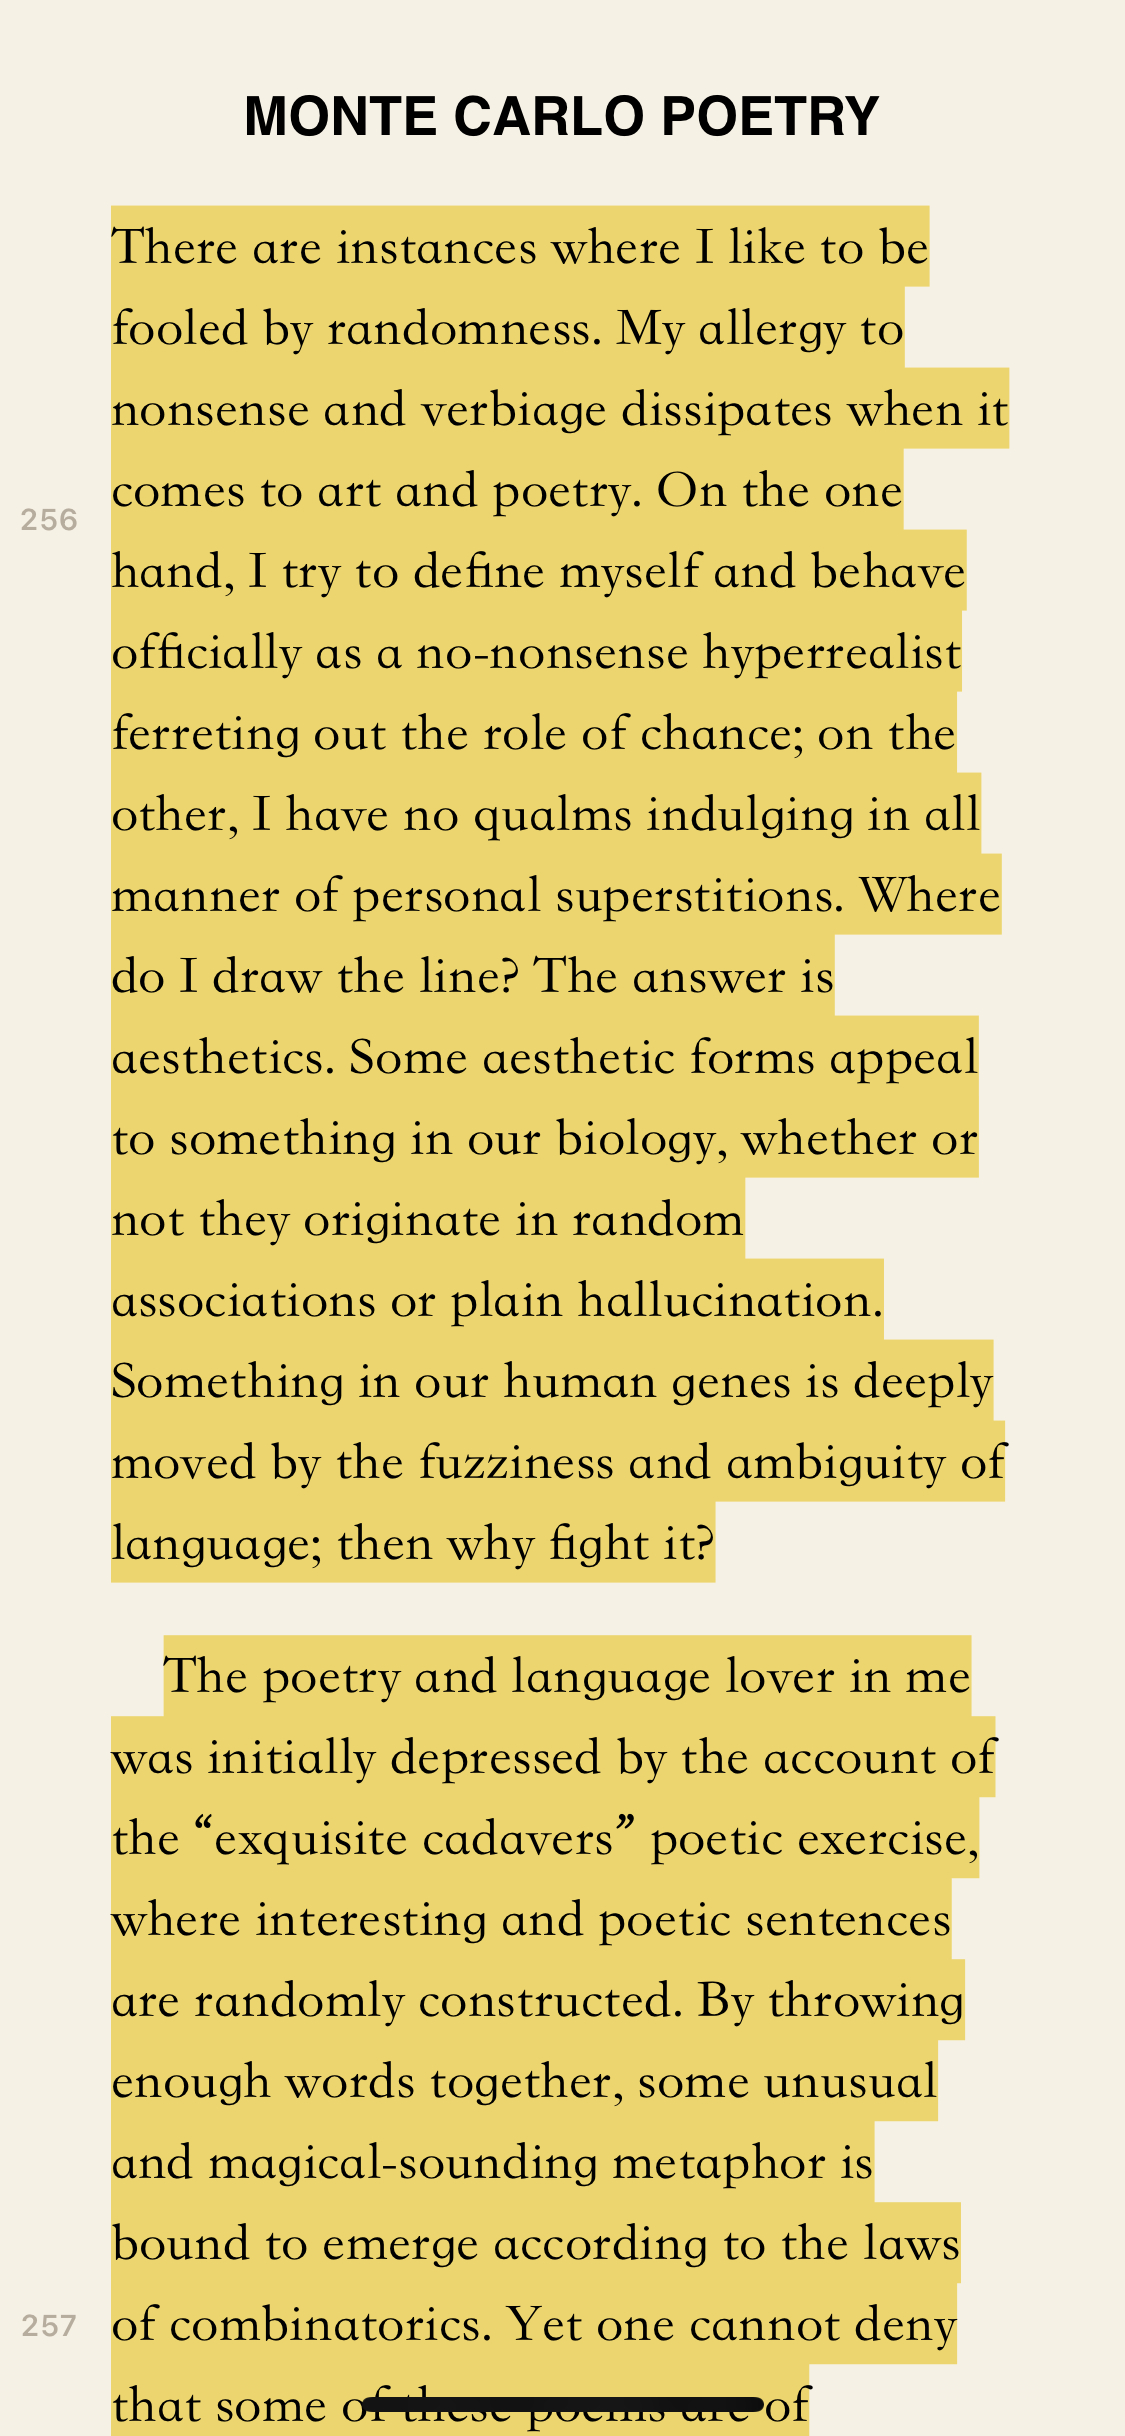 MONTE CARLO POETRY
There are instances where I like to be
fooled by randomness. My allergy to
nonsense and verbiage dissipates when it
comes to art and poetry. On the one
256
hand, I try to define myself and behave
officially as a no-nonsense hyperrealist
ferreting out the role of chance; on the
other, I have no qualms indulging in all
manner of personal superstitions. Where
do I draw the line? The answer is
aesthetics. Some aesthetic forms appeal
to something in our biology, whether or
not they originate in random
associations or plain hallucination.
Something in our human genes is deeply
moved by the fuzziness and ambiguity of
language; then why fight it?
The poetry and language lover in me
was initially depressed by the account of
the “exquisite cadavers” poetic exercise,
where interesting and poetic sentences
are randomly constructed. By throwing
enough words together, some unusual
and magical-sounding metaphor is
bound to emerge according to the laws
257
of combinatorics. Yet one cannot deny
that some of these poems are of